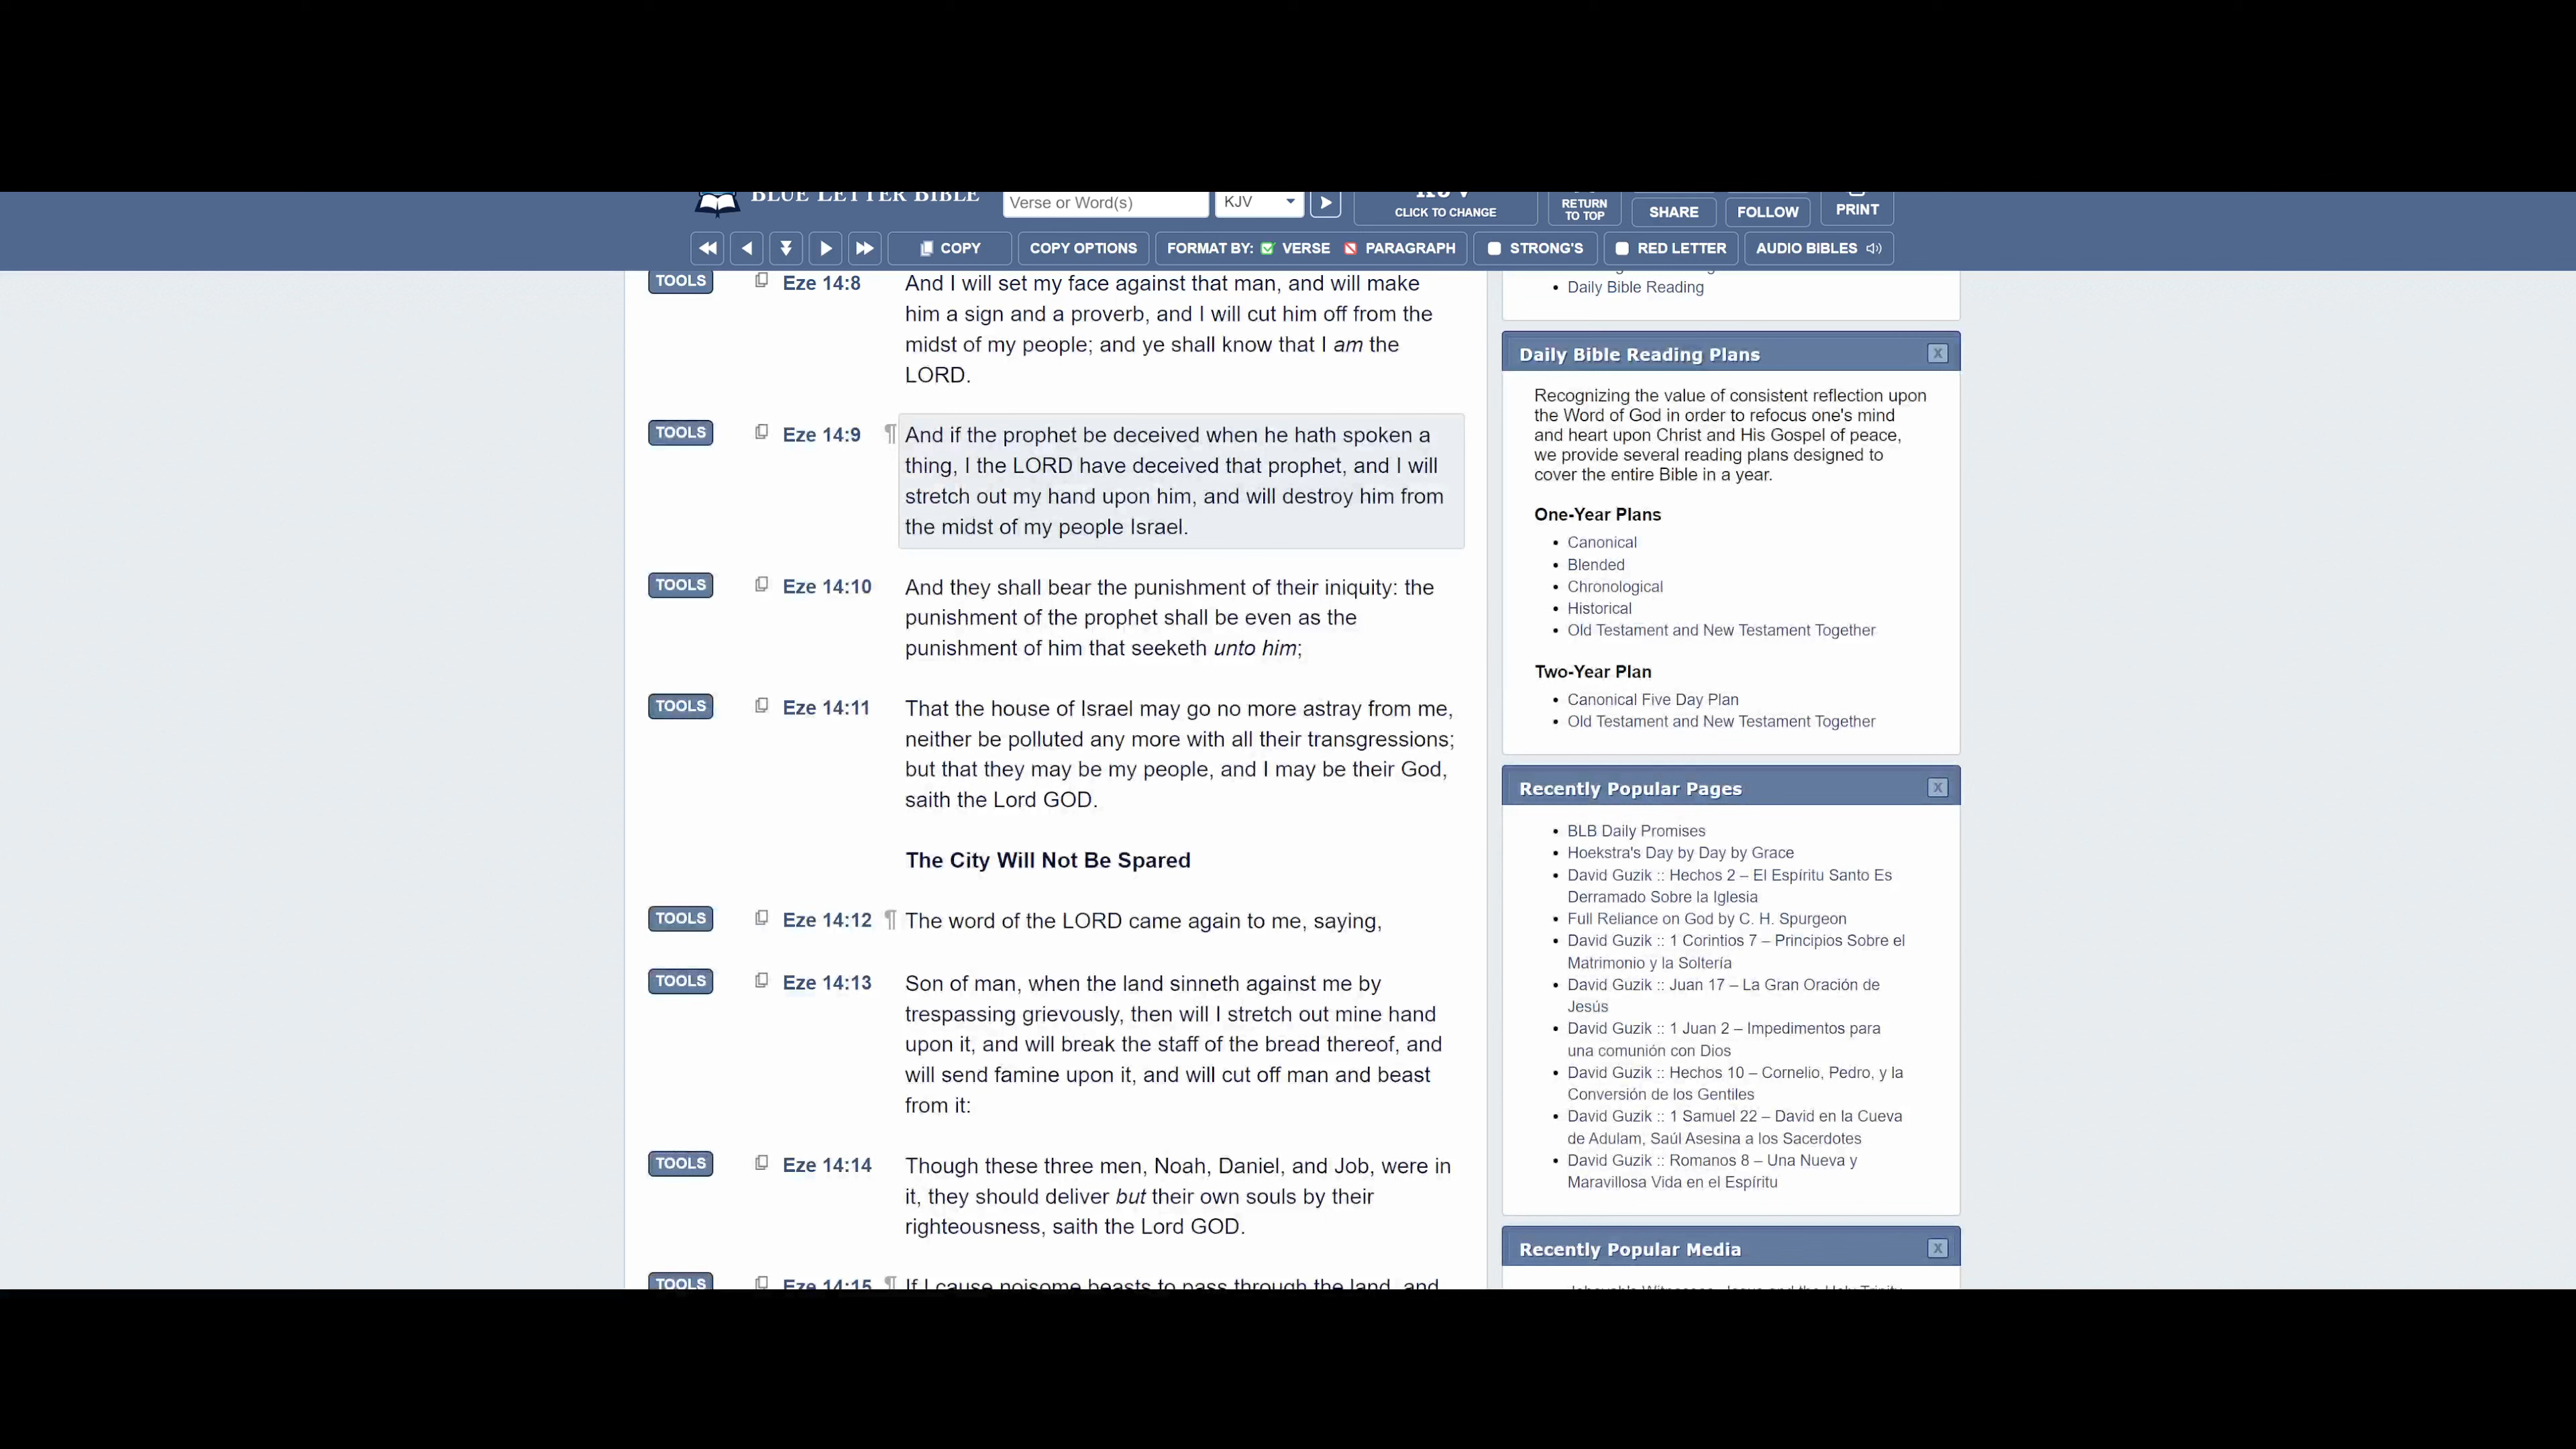 BLUE LETTER BIBLE
Verse or Word(s)
KJV
KJV
CLICK TO CHANGE
RETURN
TO TOP
SHARE
FOLLOW
PRINT
COPY
COPY OPTIONS
FORMAT BY: VERSE PARAGRAPH
STRONG'S
RED LETTER
AUDIO BIBLES
TOOLS Eze 14:8 And I will set my face against that man, and will make
him a sign and a proverb, and I will cut him off from the
midst of my people; and ye shall know that I am the
LORD.
TOOLS Eze 14:9 ¶ And if the prophet be deceived when he hath spoken a
thing, I the LORD have deceived that prophet, and I will
stretch out my hand upon him, and will destroy him from
the midst of my people Israel.
TOOLS Eze 14:10 And they shall bear the punishment of their iniquity: the
punishment of the prophet shall be even as the
punishment of him that seeketh unto him;
TOOLS Eze 14:11 That the house of Israel may go no more astray from me,
neither be polluted any more with all their transgressions;
but that they may be my people, and I may be their God,
saith the Lord GOD.
The City Will Not Be Spared
TOOLS Eze 14:12 ¶ The word of the LORD came again to me, saying,
TOOLS Eze 14:13 Son of man, when the land sinneth against me by
trespassing grievously, then will I stretch out mine hand
upon it, and will break the staff of the bread thereof, and
will send famine upon it, and will cut off man and beast
from it:
TOOLS Eze 14:14 Though these three men, Noah, Daniel, and Job, were in
it, they should deliver but their own souls by their
righteousness, saith the Lord GOD.
TOOLS Eze 14:15 ¶ If I cause noisome beasts to pass through the land, and
• Daily Bible Reading
Daily Bible Reading Plans X
Recognizing the value of consistent reflection upon
the Word of God in order to refocus one's mind
and heart upon Christ and His Gospel of peace,
we provide several reading plans designed to
cover the entire Bible in a year.
One-Year Plans
• Canonical
• Blended
• Chronological
• Historical
• Old Testament and New Testament Together
Two-Year Plan
• Canonical Five Day Plan
• Old Testament and New Testament Together
Recently Popular Pages X
• BLB Daily Promises
• Hoekstra's Day by Day by Grace
• David Guzik :: Hechos 2 – El Espíritu Santo Es
Derramado Sobre la Iglesia
• Full Reliance on God by C. H. Spurgeon
• David Guzik :: 1 Corintios 7 – Principios Sobre el
Matrimonio y la Soltería
• David Guzik :: Juan 17 – La Gran Oración de
Jesús
• David Guzik :: 1 Juan 2 – Impedimentos para
una comunión con Dios
• David Guzik :: Hechos 10 – Cornelio, Pedro, y la
Conversión de los Gentiles
• David Guzik :: 1 Samuel 22 – David en la Cueva
de Adulam, Saúl Asesina a los Sacerdotes
• David Guzik :: Romanos 8 – Una Nueva y
Maravillosa Vida en el Espíritu
Recently Popular Media X